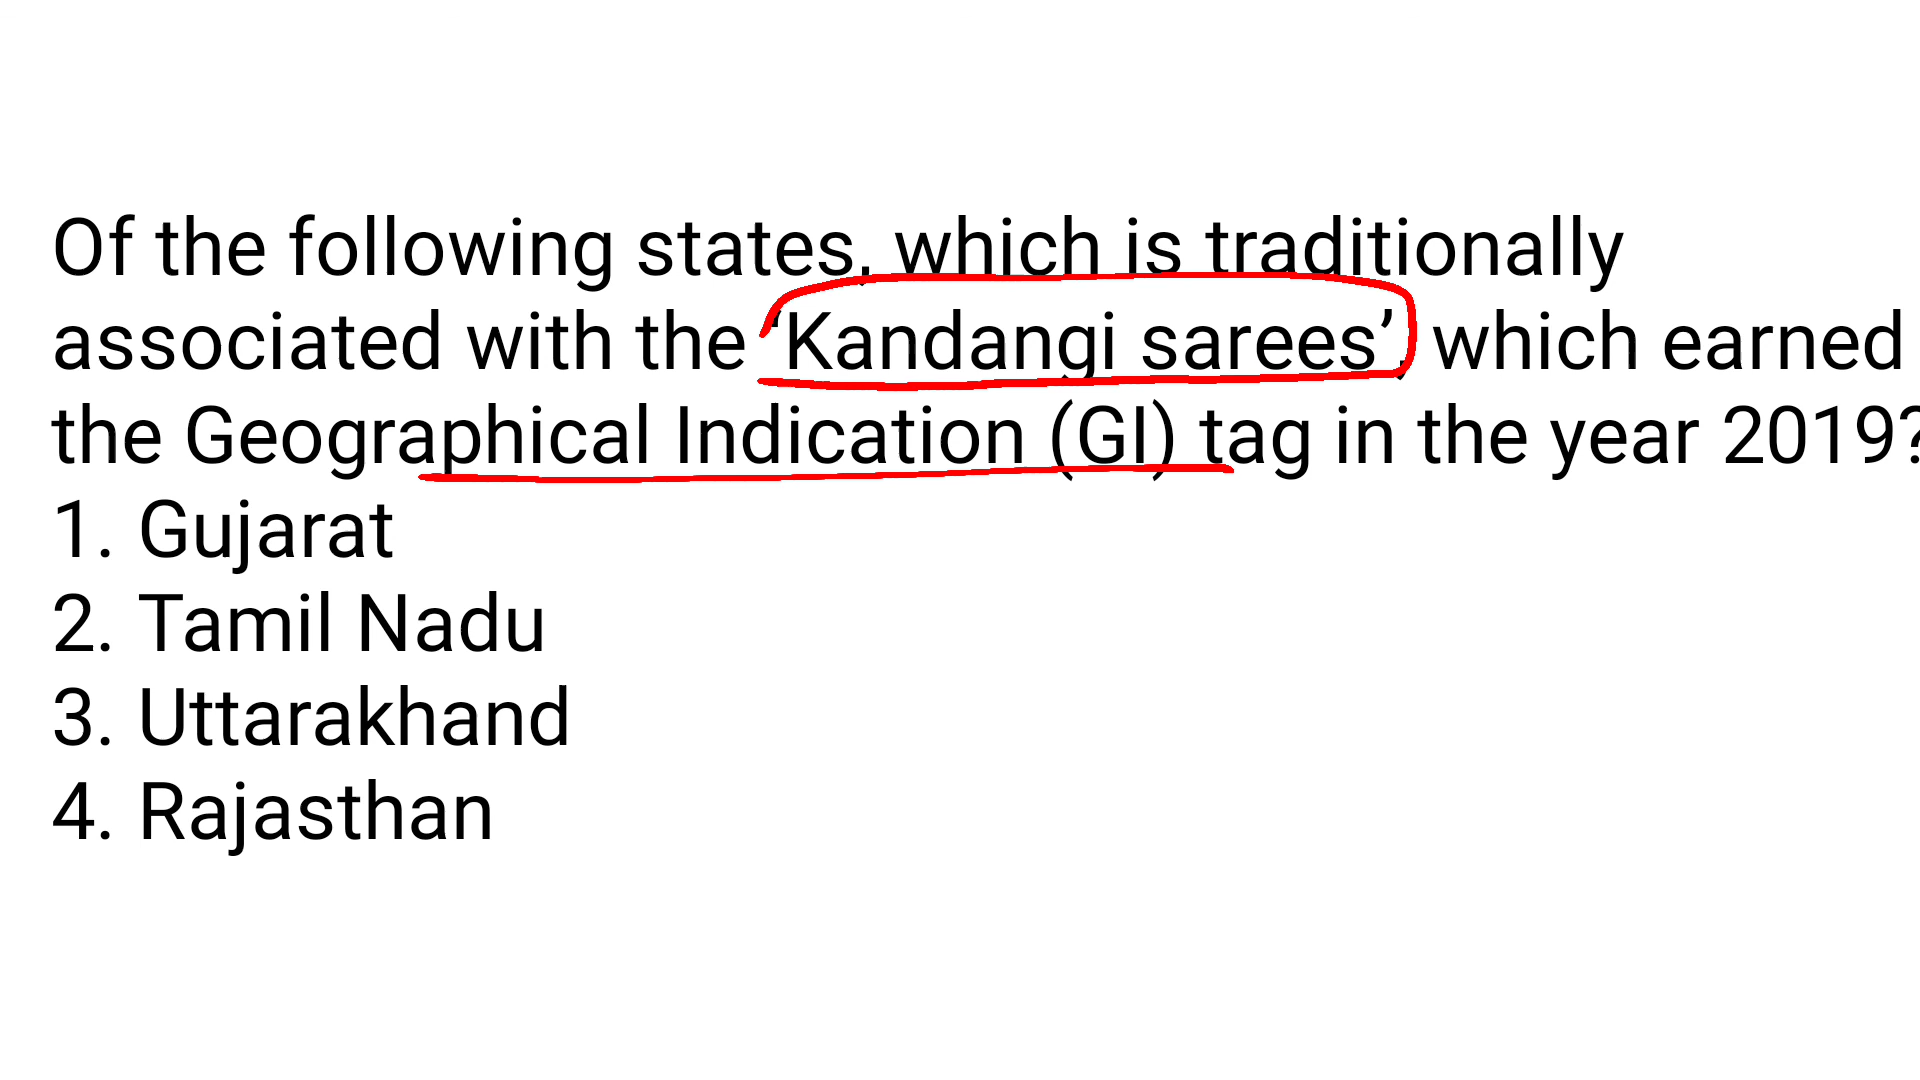 Of the following states, which is traditionally
associated with the ‘Kandangi sarees’, which earned
the Geographical Indication (GI) tag in the year 2019?
1. Gujarat
2. Tamil Nadu
3. Uttarakhand
4. Rajasthan